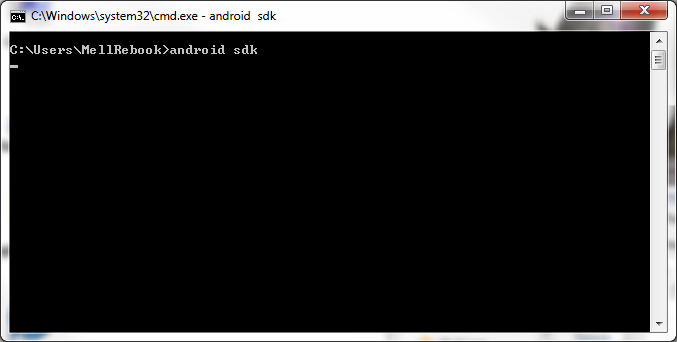 C:\Windows\system32\cmd.exe - android  sdk
C:\Users\MellRebook>android sdk